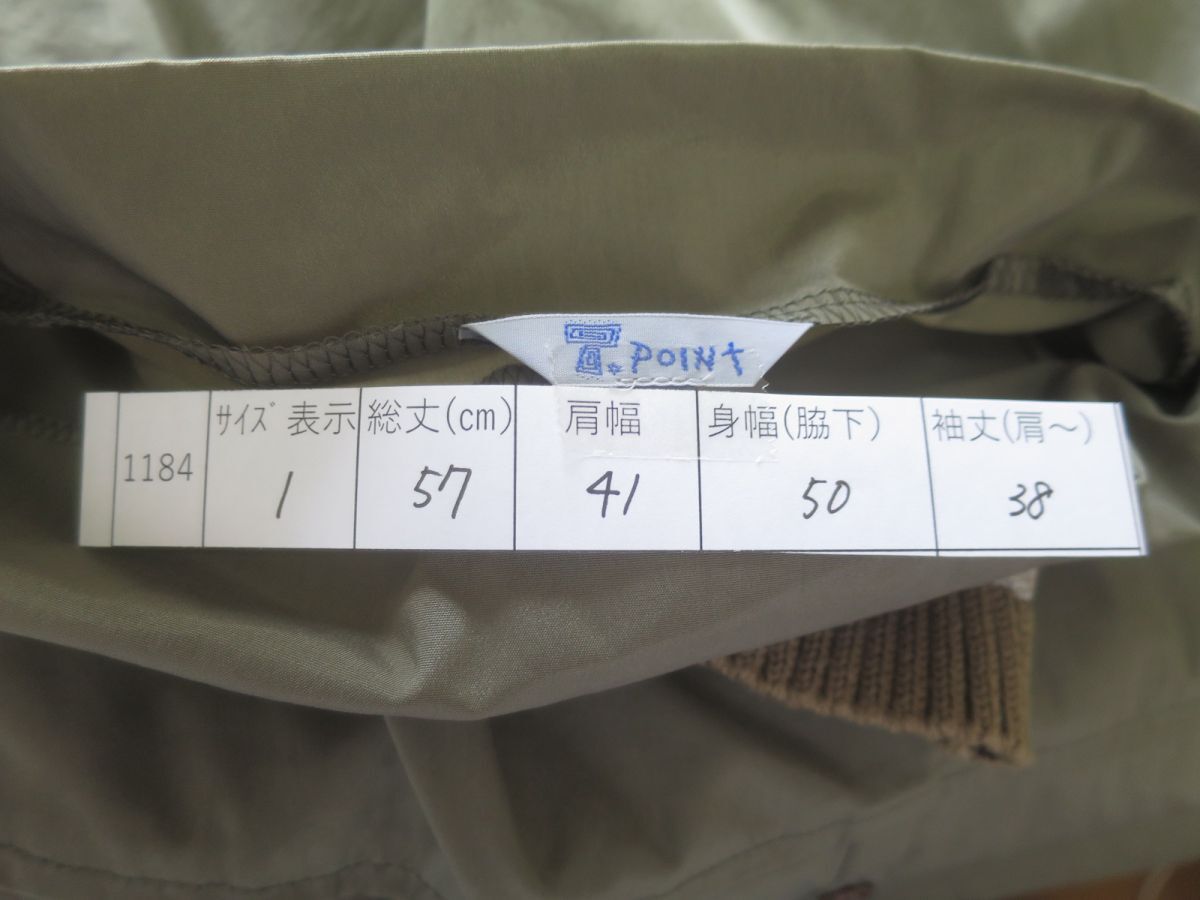 T. POINT
1184 ｻｲｽﾞ 表示 総丈(cm) 肩幅 身幅(脇下) 袖丈(肩～)
1 57 41 50 38